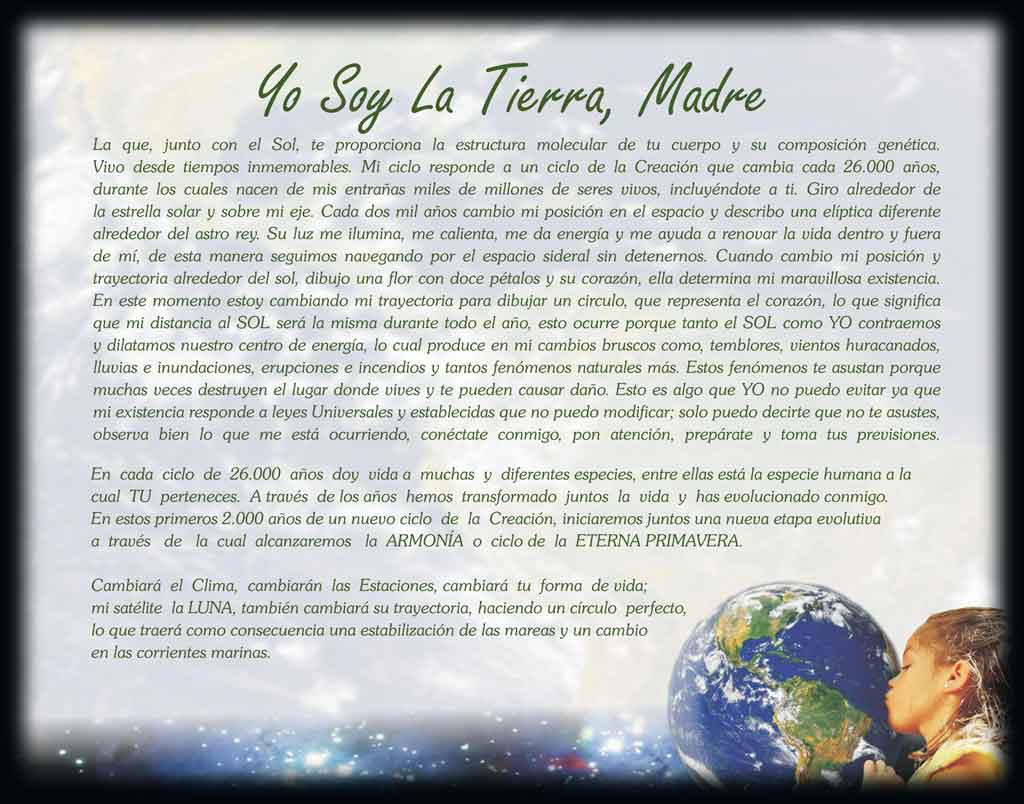 Yo Soy La Tierra, Madre
La que, junto con el Sol, te proporciona la estructura molecular de tu cuerpo y su composición genética.
Vivo desde tiempos inmemorables. Mi ciclo responde a un ciclo de la Creación que cambia cada 26.000 años,
durante los cuales nacen de mis entrañas miles de millones de seres vivos, incluyéndote a ti. Giro alrededor de
la estrella solar y sobre mi eje. Cada dos mil años cambio mi posición en el espacio y describo una elíptica diferente
alrededor del astro rey. Su luz me ilumina, me calienta, me da energía y me ayuda a renovar la vida dentro y fuera
de mí, de esta manera seguimos navegando por el espacio sideral sin detenernos. Cuando cambio mi posición y
trayectoria alrededor del sol, dibujo una flor con doce pétalos y su corazón, ella determina mi maravillosa existencia.
En este momento estoy cambiando mi trayectoria para dibujar un circulo, que representa el corazón, lo que significa
que mi distancia al SOL será la misma durante todo el año, esto ocurre porque tanto el SOL como YO contraemos
y dilatamos nuestro centro de energía, lo cual produce en mi cambios bruscos como, temblores, vientos huracanados,
lluvias e inundaciones, erupciones e incendios y tantos fenómenos naturales más. Estos fenómenos te asustan porque
muchas veces destruyen el lugar donde vives y te pueden causar daño. Esto es algo que YO no puedo evitar ya que
mi existencia responde a leyes Universales y establecidas que no puedo modificar; solo puedo decirte que no te asustes,
observa bien lo que me está ocurriendo, conéctate conmigo, pon atención, prepárate y toma tus previsiones.
En cada ciclo de 26.000 años doy vida a muchas y diferentes especies, entre ellas está la especie humana a la
cual TU perteneces. A través de los años hemos transformado juntos la vida y has evolucionado conmigo.
En estos primeros 2.000 años de un nuevo ciclo de la Creación, iniciaremos juntos una nueva etapa evolutiva
a través de la cual alcanzaremos la ARMONÍA o ciclo de la ETERNA PRIMAVERA.
Cambiará el Clima, cambiarán las Estaciones, cambiará tu forma de vida;
mi satélite la LUNA, también cambiará su trayectoria, haciendo un círculo perfecto,
lo que traerá como consecuencia una estabilización de las mareas y un cambio
en las corrientes marinas.